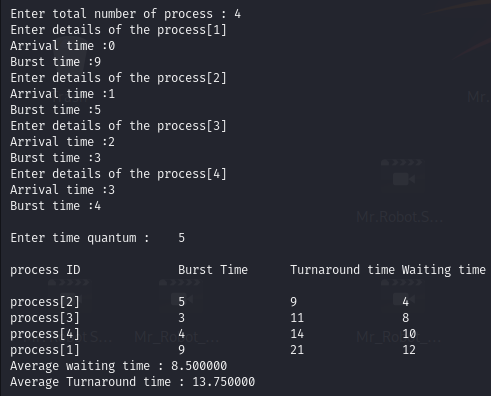 Enter total number of process : 4
Enter details of the process[1]
Arrival time :0
Burst time :9
Enter details of the process[2]
Arrival time :1
Burst time :5
Enter details of the process[3]
Arrival time :2
Burst time :3
Enter details of the process[4]
Arrival time :3
Burst time :4
Enter time quantum : 5
process ID Burst Time Turnaround time Waiting time
process[2] 5 9 4
process[3] 3 11 8
process[4] 4 14 10
process[1] 9 21 12
Average waiting time : 8.500000
Average Turnaround time : 13.750000
Mr.Robot.S...
Mr_Robot_...